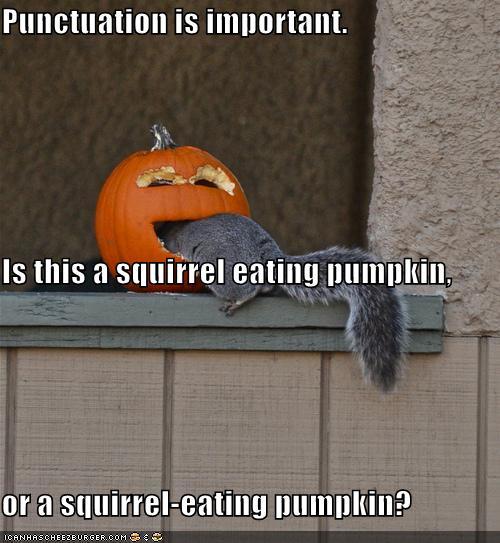 Punctuation is important.
Is this a squirrel eating pumpkin,
or a squirrel-eating pumpkin?
ICANHASCHEEZBURGER.COM